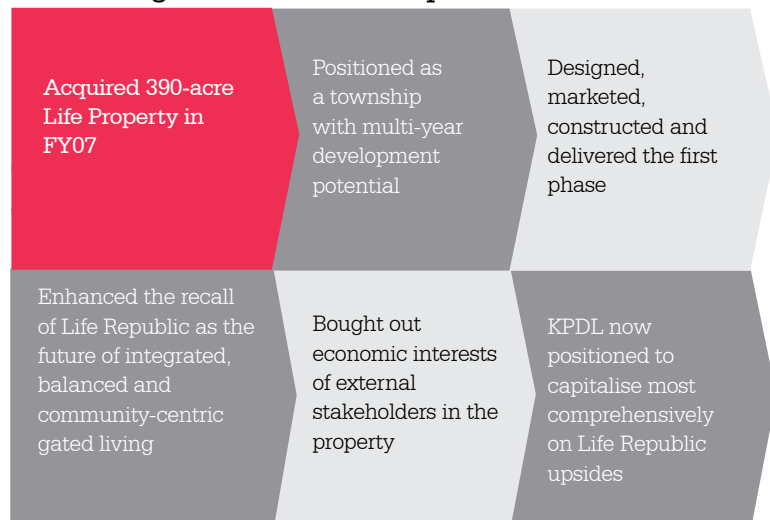 Acquired 390-acre
Life Property in
FY07
Positioned as
a township
with multi-year
development
potential
Designed,
marketed,
constructed and
delivered the first
phase
Enhanced the recall
of Life Republic as the
future of integrated,
balanced and
community-centric
gated living
Bought out
economic interests
of external
stakeholders in the
property
KPDL now
positioned to
capitalise most
comprehensively
on Life Republic
upsides